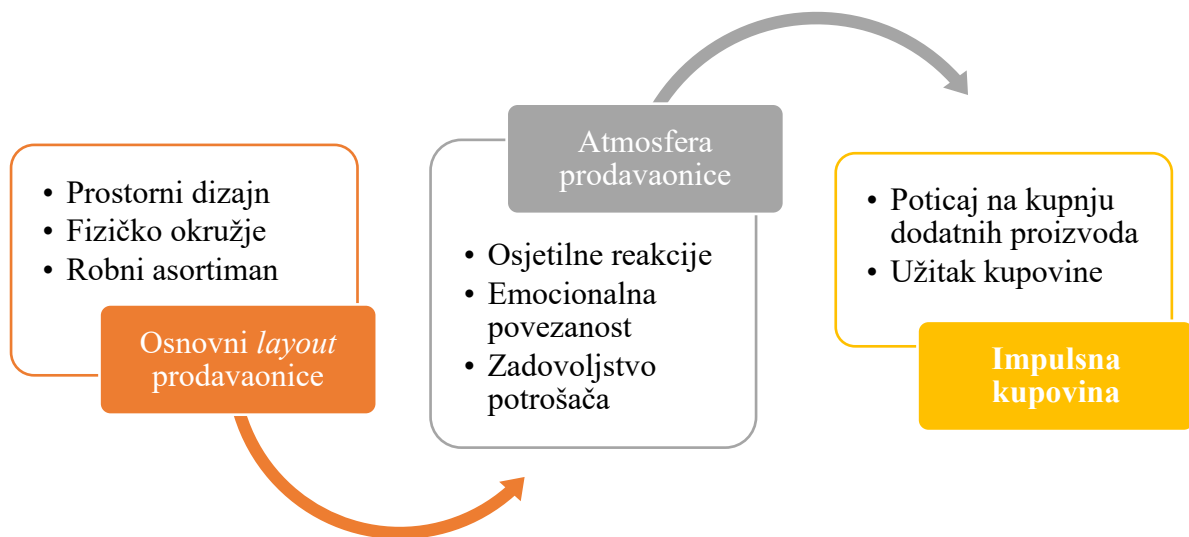 • Prostorni dizajn
• Fizičko okružje
• Robni asortiman
Osnovni layout
prodavaonice
Atmosfera
prodavaonice
• Osjetilne reakcije
• Emocionalna
povezanost
• Zadovoljstvo
potrošača
• Poticaj na kupnju
dodatnih proizvoda
• Užitak kupovine
Impulsna
kupovina